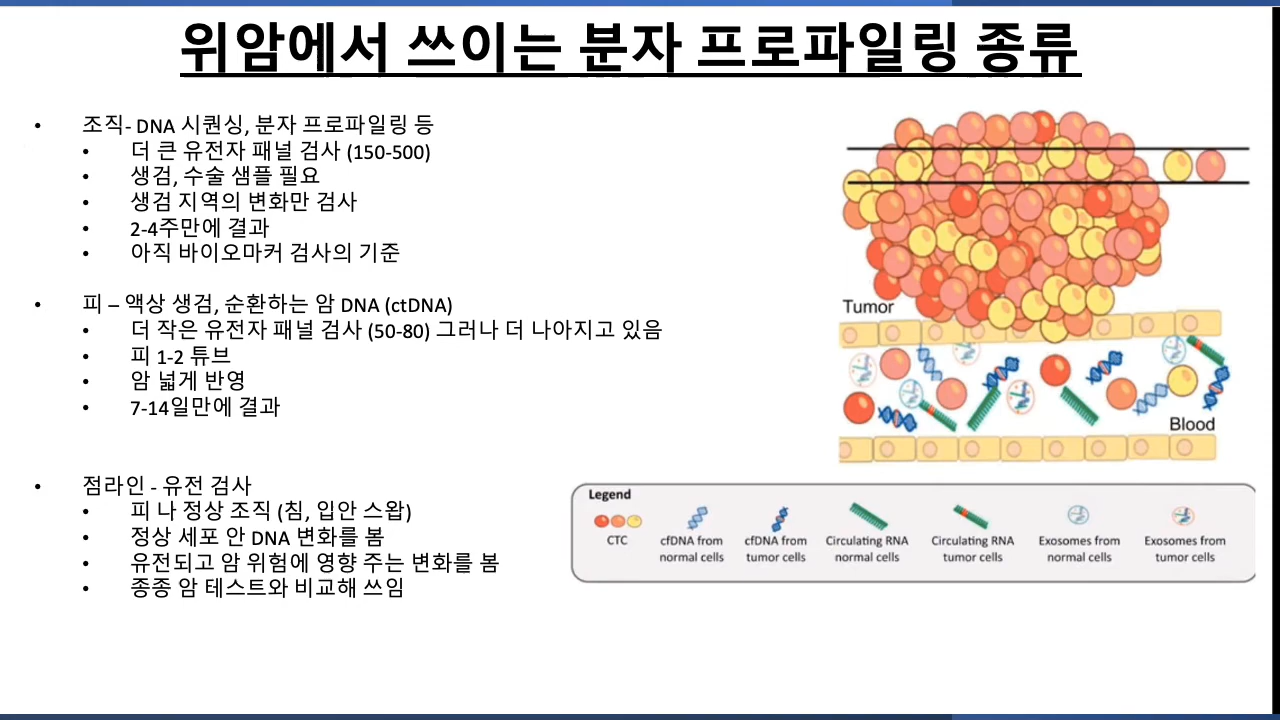 위암에서 쓰이는 분자 프로파일링 종류
• 조직- DNA 시퀀싱, 분자 프로파일링 등
• 더 큰 유전자 패널 검사 (150-500)
• 생검, 수술 샘플 필요
• 생검 지역의 변화만 검사
• 2-4주만에 결과
• 아직 바이오마커 검사의 기준
• 피 – 액상 생검, 순환하는 암 DNA (ctDNA)
• 더 작은 유전자 패널 검사 (50-80) 그러나 더 나아지고 있음
• 피 1-2 튜브
• 암 넓게 반영
• 7-14일만에 결과
• 점라인 - 유전 검사
• 피 나 정상 조직 (침, 입안 스왑)
• 정상 세포 안 DNA 변화를 봄
• 유전되고 암 위험에 영향 주는 변화를 봄
• 종종 암 테스트와 비교해 쓰임
Tumor
Blood
Legend
CTC
cfDNA from
normal cells
cfDNA from
tumor cells
Circulating RNA
normal cells
Circulating RNA
tumor cells
Exosomes from
normal cells
Exosomes from
tumor cells